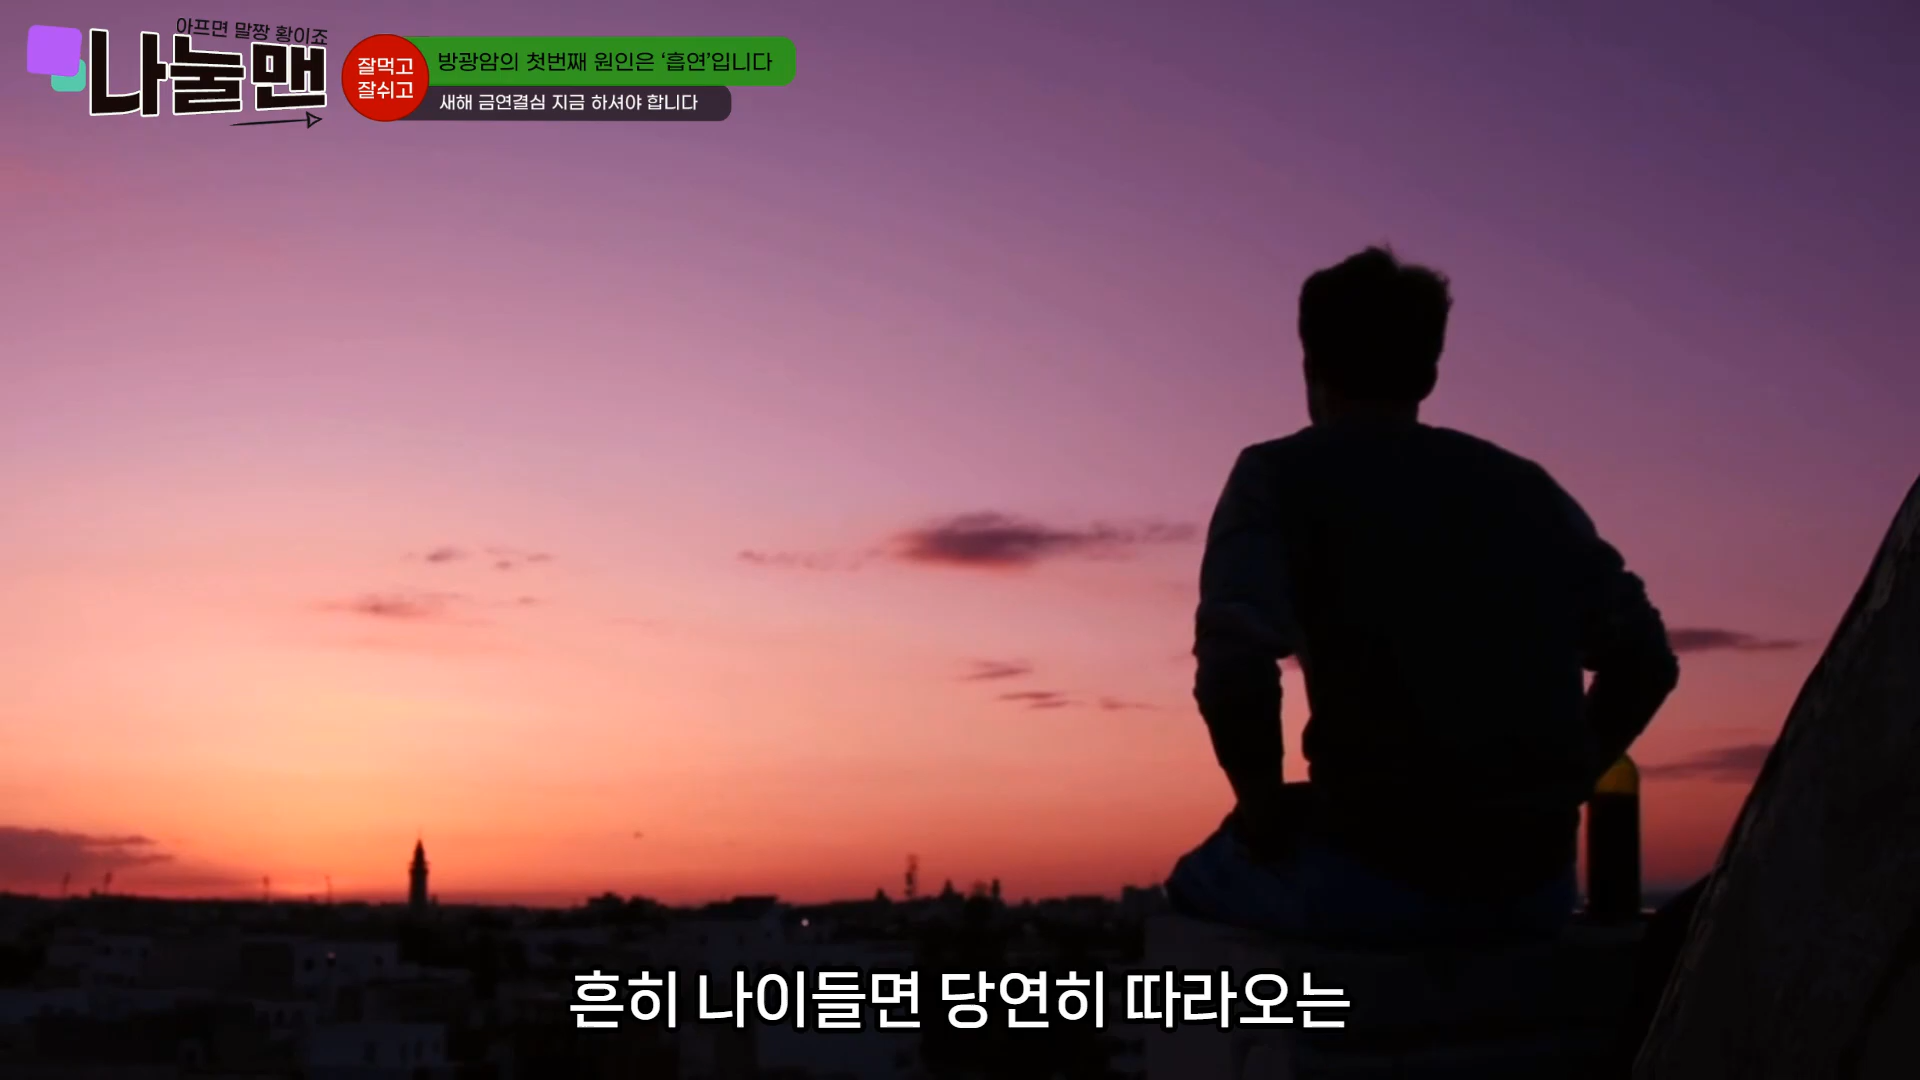 아프면 말짱 황이죠
나눌맨
잘먹고
잘쉬고
방광암의 첫번째 원인은 ‘흡연’입니다
새해 금연결심 지금 하셔야 합니다
흔히 나이들면 당연히 따라오는